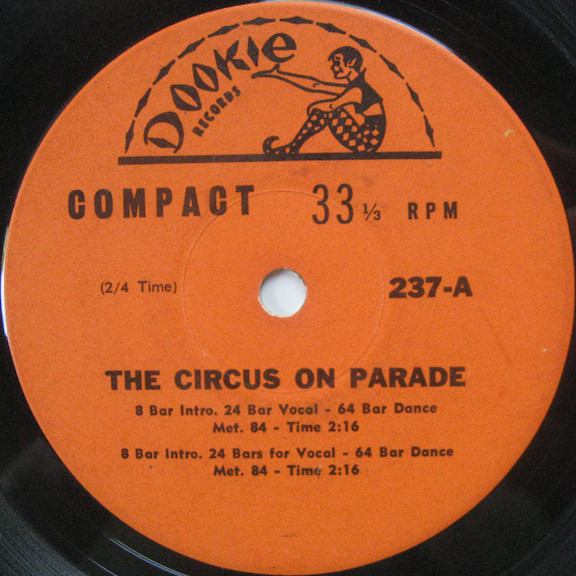 DOOKIE
RECORDS
COMPACT 33 1/3 RPM
(2/4 Time) 237-A
THE CIRCUS ON PARADE
8 Bar Intro. 24 Bar Vocal - 64 Bar Dance
Met. 84 - Time 2:16
8 Bar Intro. 24 Bars for Vocal - 64 Bar Dance
Met. 84 - Time 2:16